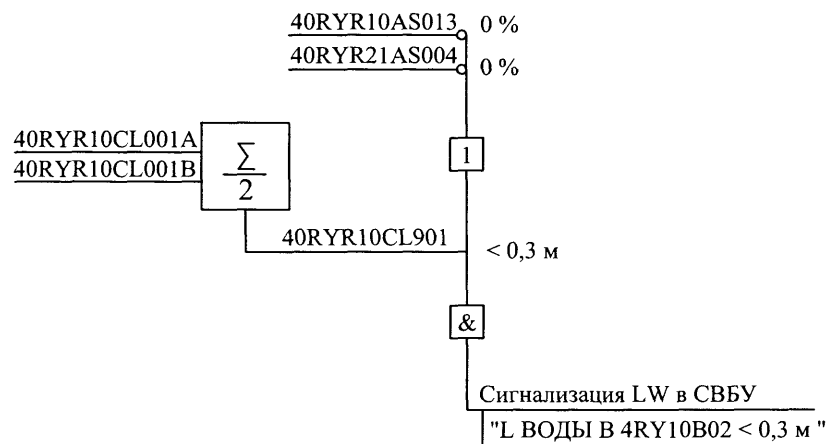 40RYR10AS013 0 %
40RYR21AS004 0 %
40RYR10CL001A
40RYR10CL001B
∑
2
1
40RYR10CL901 < 0,3 м
&
Сигнализация LW в СВБУ
"L ВОДЫ В 4RY10B02 < 0,3 м "